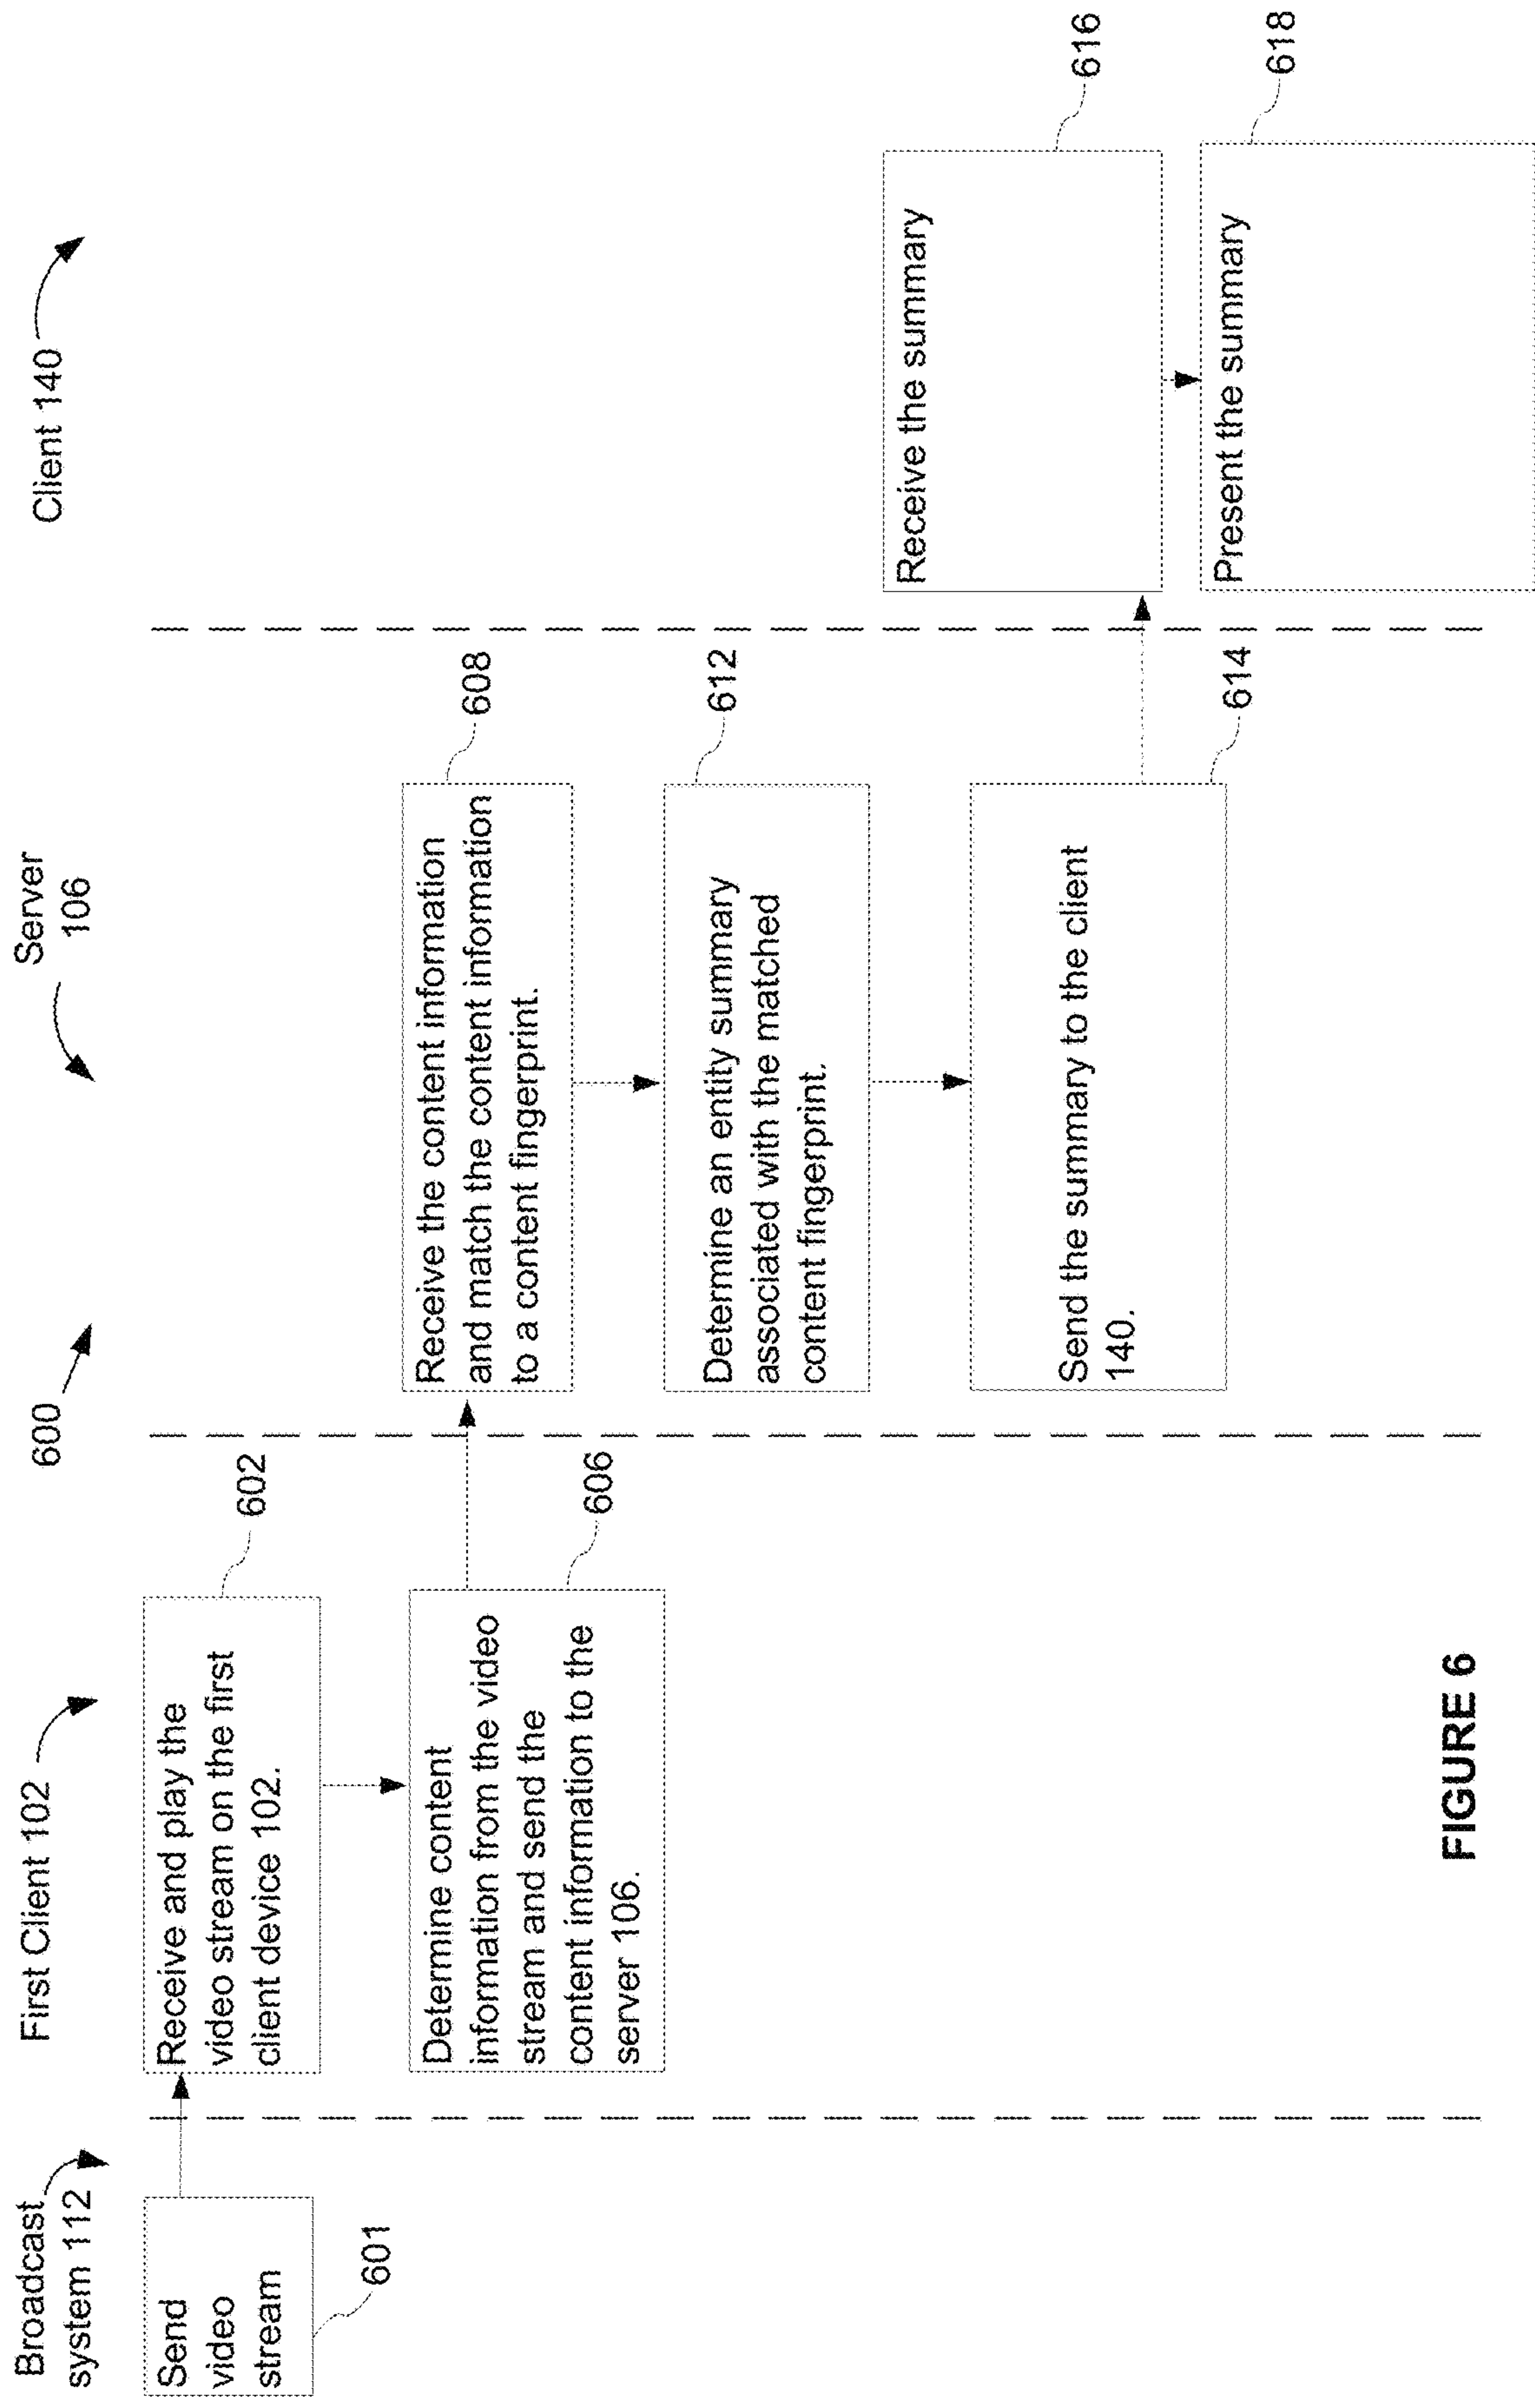 Broadcast
system 112
First Client 102
600
Server
106
Client 140
Send
video
stream
601
Receive and play the
video stream on the first
client device 102.
602
Determine content
information from the video
stream and send the
content information to the
server 106.
606
Receive the content information
and match the content information
to a content fingerprint.
608
Determine an entity summary
associated with the matched
content fingerprint.
612
Send the summary to the client
140.
614
Receive the summary
616
Present the summary
618
FIGURE 6